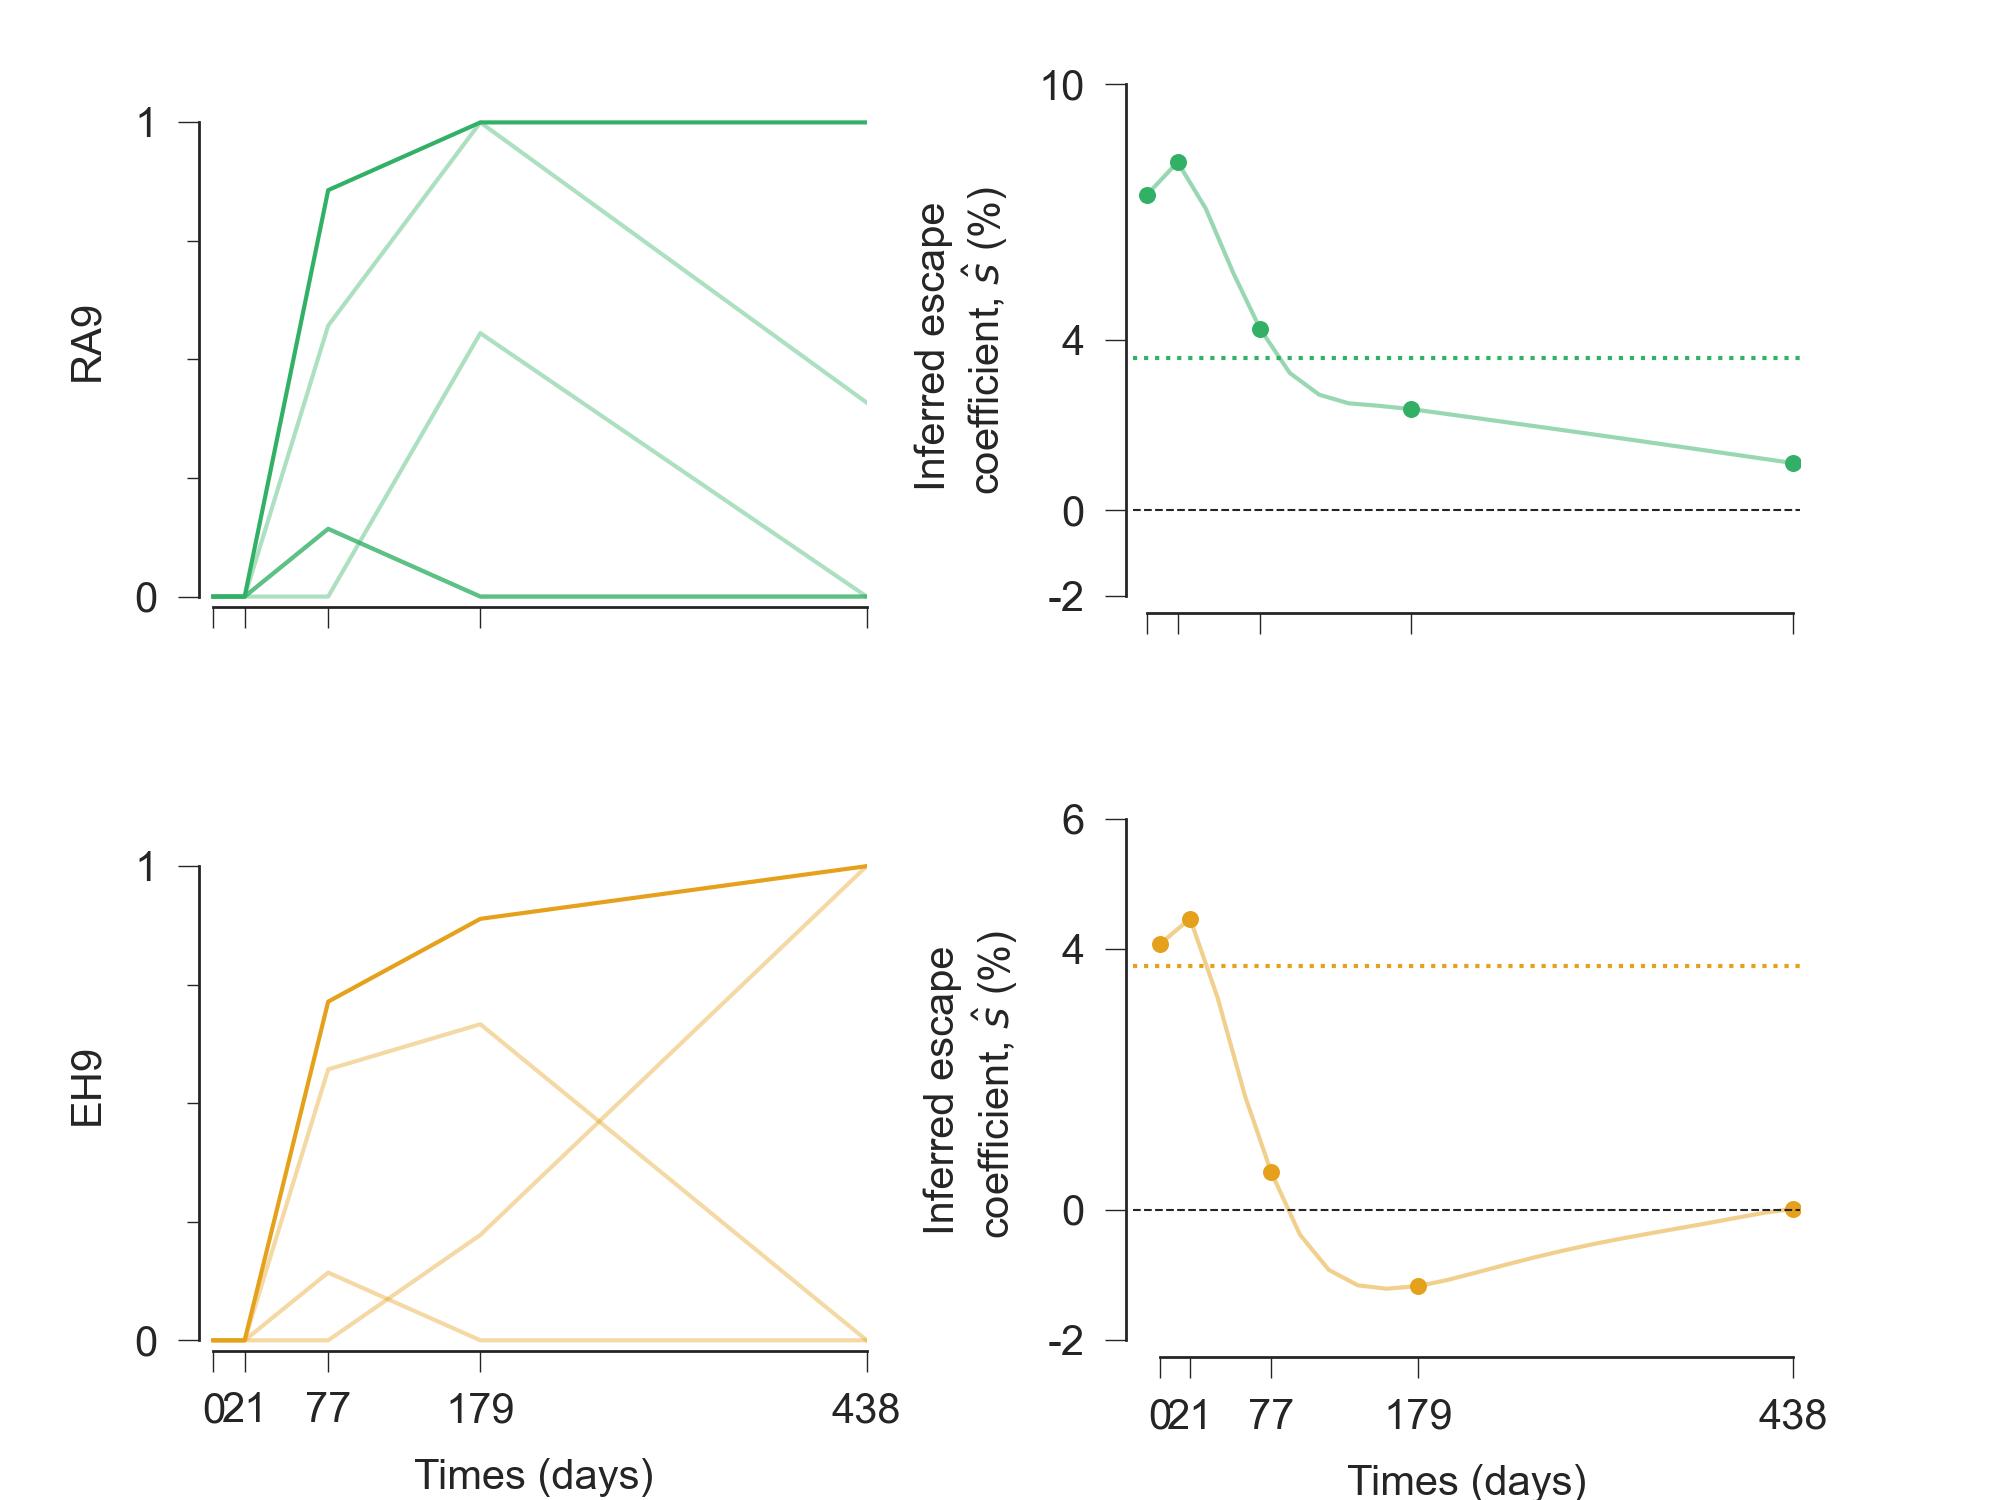 RA9
1
0
Inferred escape
coefficient, ŝ (%)
10
4
0
-2
EH9
1
0
0 21 77 179 438
Times (days)
Inferred escape
coefficient, ŝ (%)
6
4
0
-2
0 21 77 179 438
Times (days)